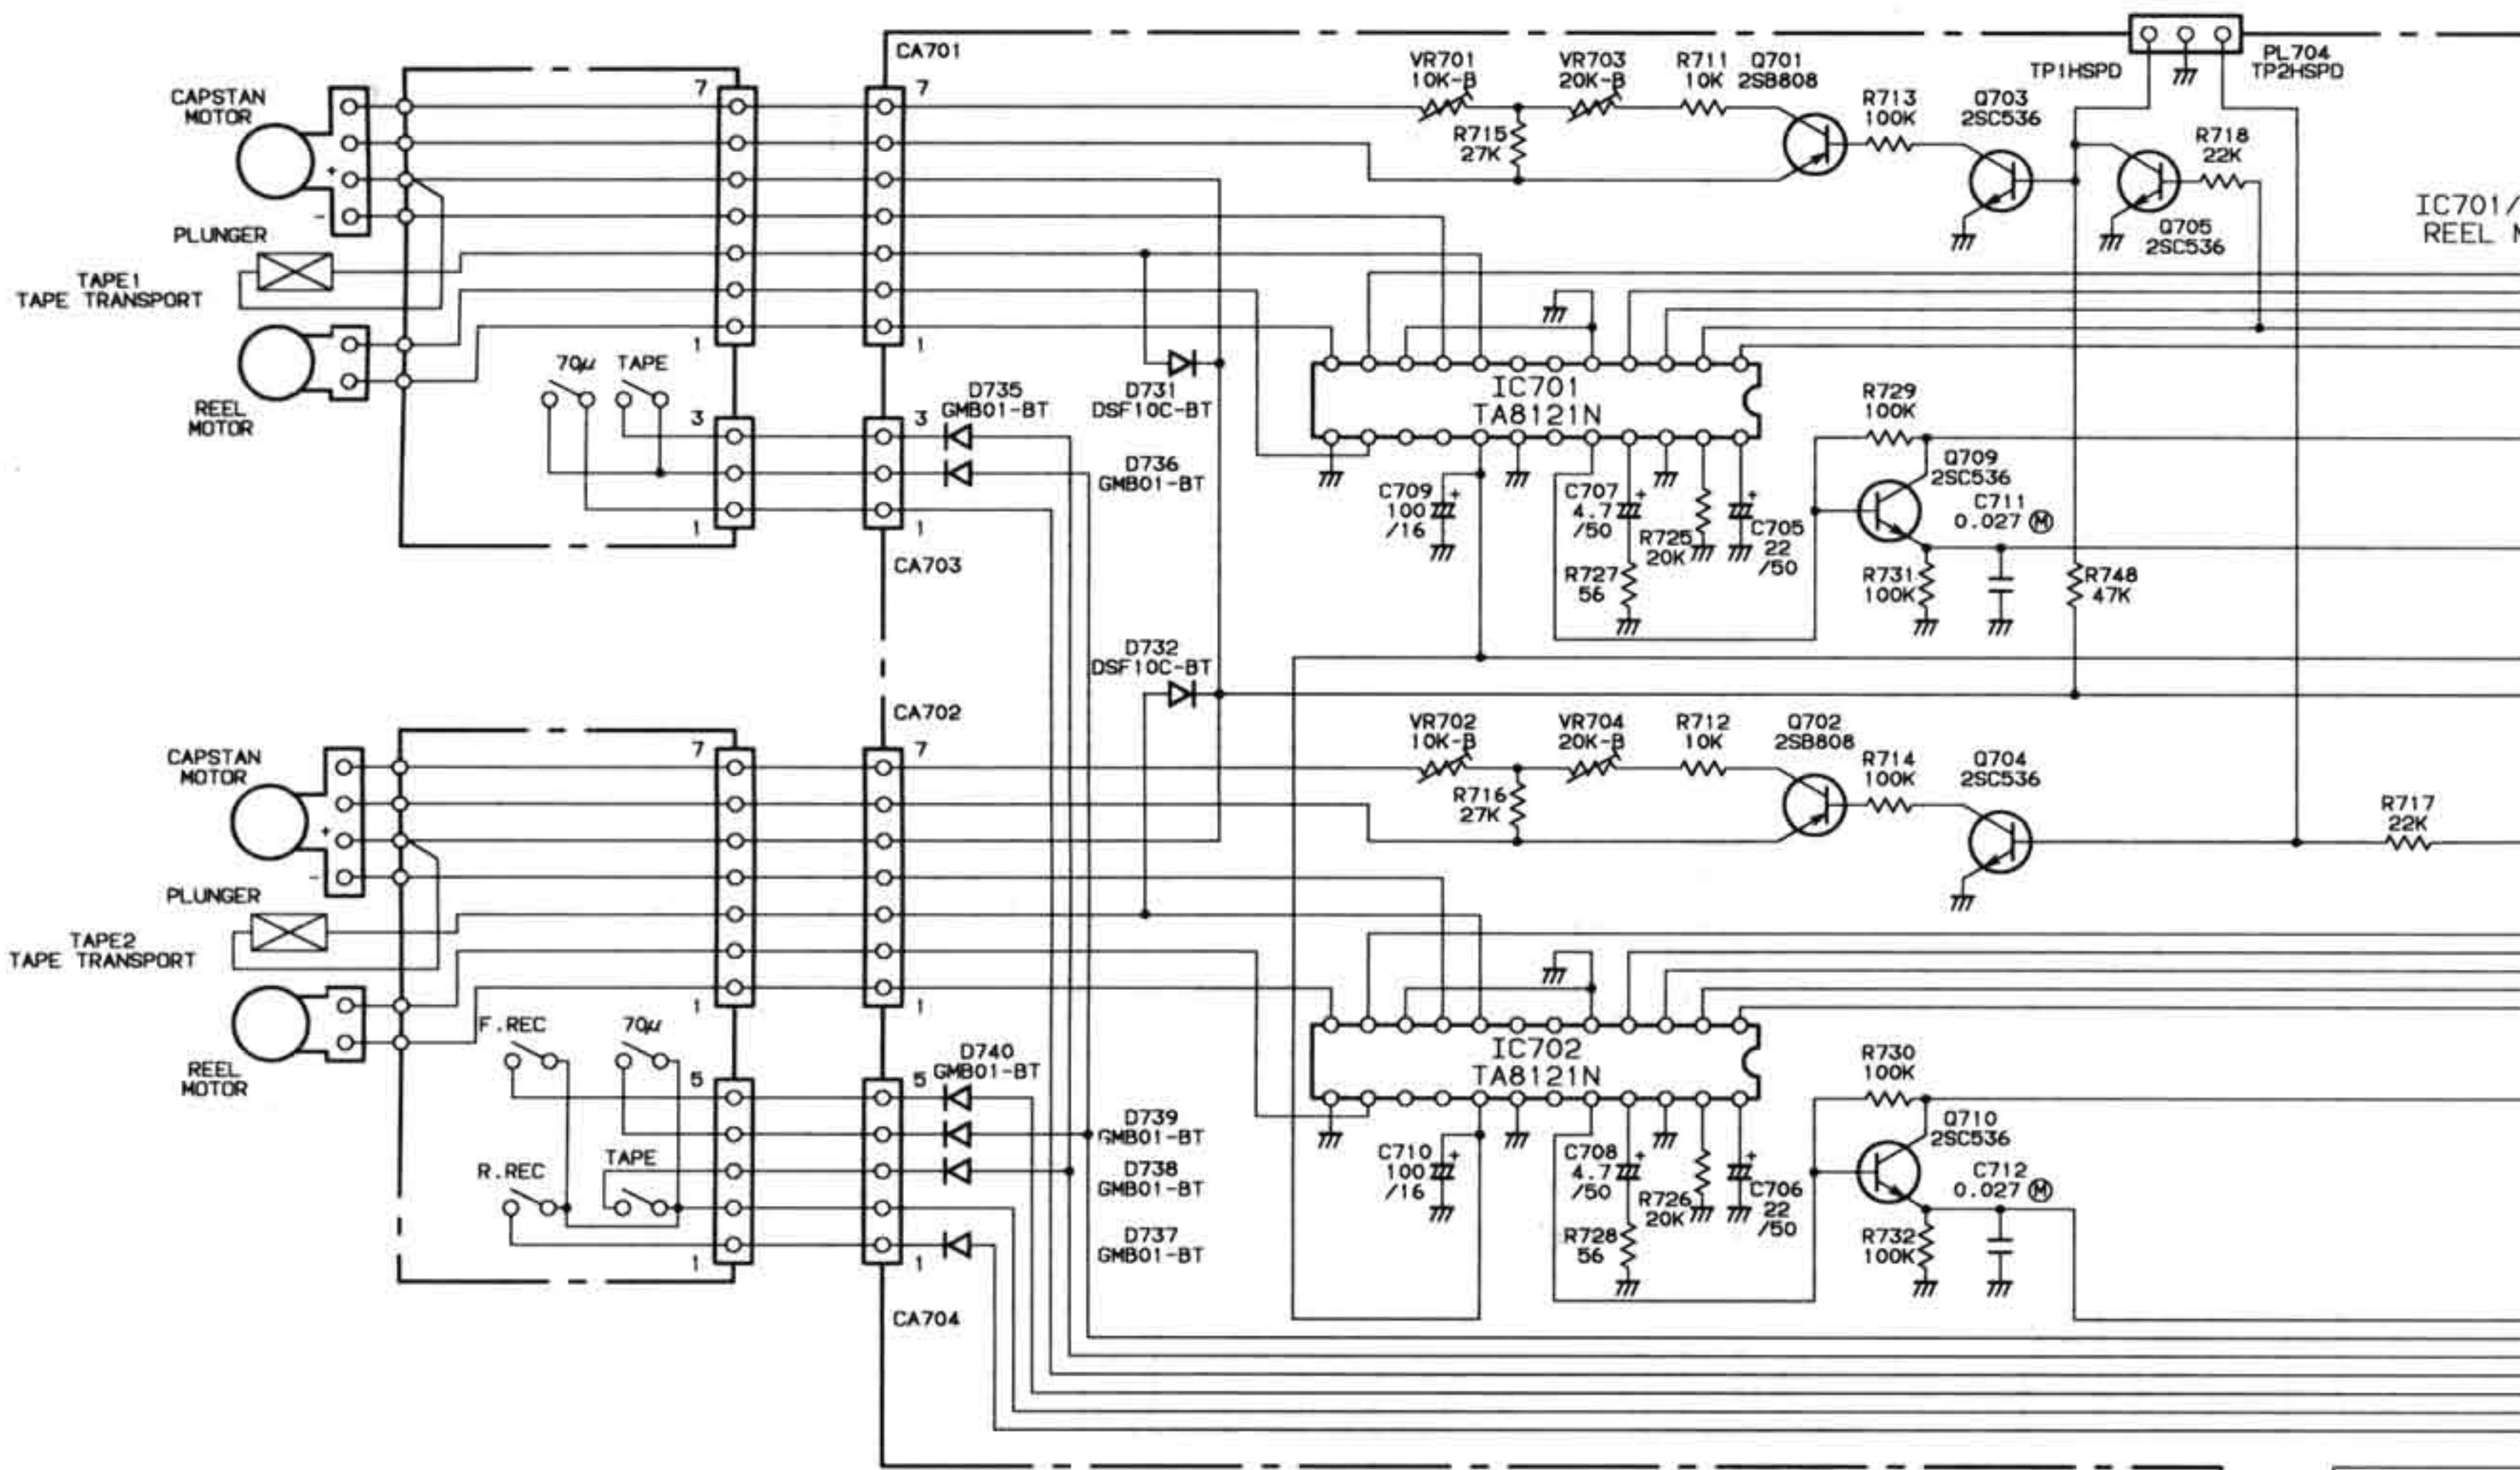 CA701
VR701
10K-B
VR703
20K-B
R711
10K
Q701
2SB808
R713
100K
Q703
2SC536
TP1HSPD
PL704
TP2HSPD
R715
27K
R718
22K
Q705
2SC536
IC701/
REEL
CAPSTAN
MOTOR
+
-
7
7
PLUNGER
TAPE1
TAPE TRANSPORT
REEL
MOTOR
1
1
70µ
TAPE
3
3
1
1
D735
GMB01-BT
D736
GMB01-BT
D731
DSF10C-BT
IC701
TA8121N
R729
100K
Q709
2SC536
C711
0.027 M
C709
100
/16
+
C707
4.7
/50
+
R725
20K
C705
22
/50
+
R727
56
R731
100K
R748
47K
CA703
D732
DSF10C-BT
CA702
VR702
10K-B
VR704
20K-B
R712
10K
Q702
2SB808
R714
100K
Q704
2SC536
R716
27K
R717
22K
CAPSTAN
MOTOR
+
-
7
7
PLUNGER
TAPE2
TAPE TRANSPORT
REEL
MOTOR
1
1
F.REC
70µ
R.REC
TAPE
5
5
1
1
D740
GMB01-BT
D739
GMB01-BT
D738
GMB01-BT
D737
GMB01-BT
IC702
TA8121N
R730
100K
Q710
2SC536
C712
0.027 M
C710
100
/16
+
C708
4.7
/50
+
R726
20K
C706
22
/50
+
R728
56
R732
100K
CA704